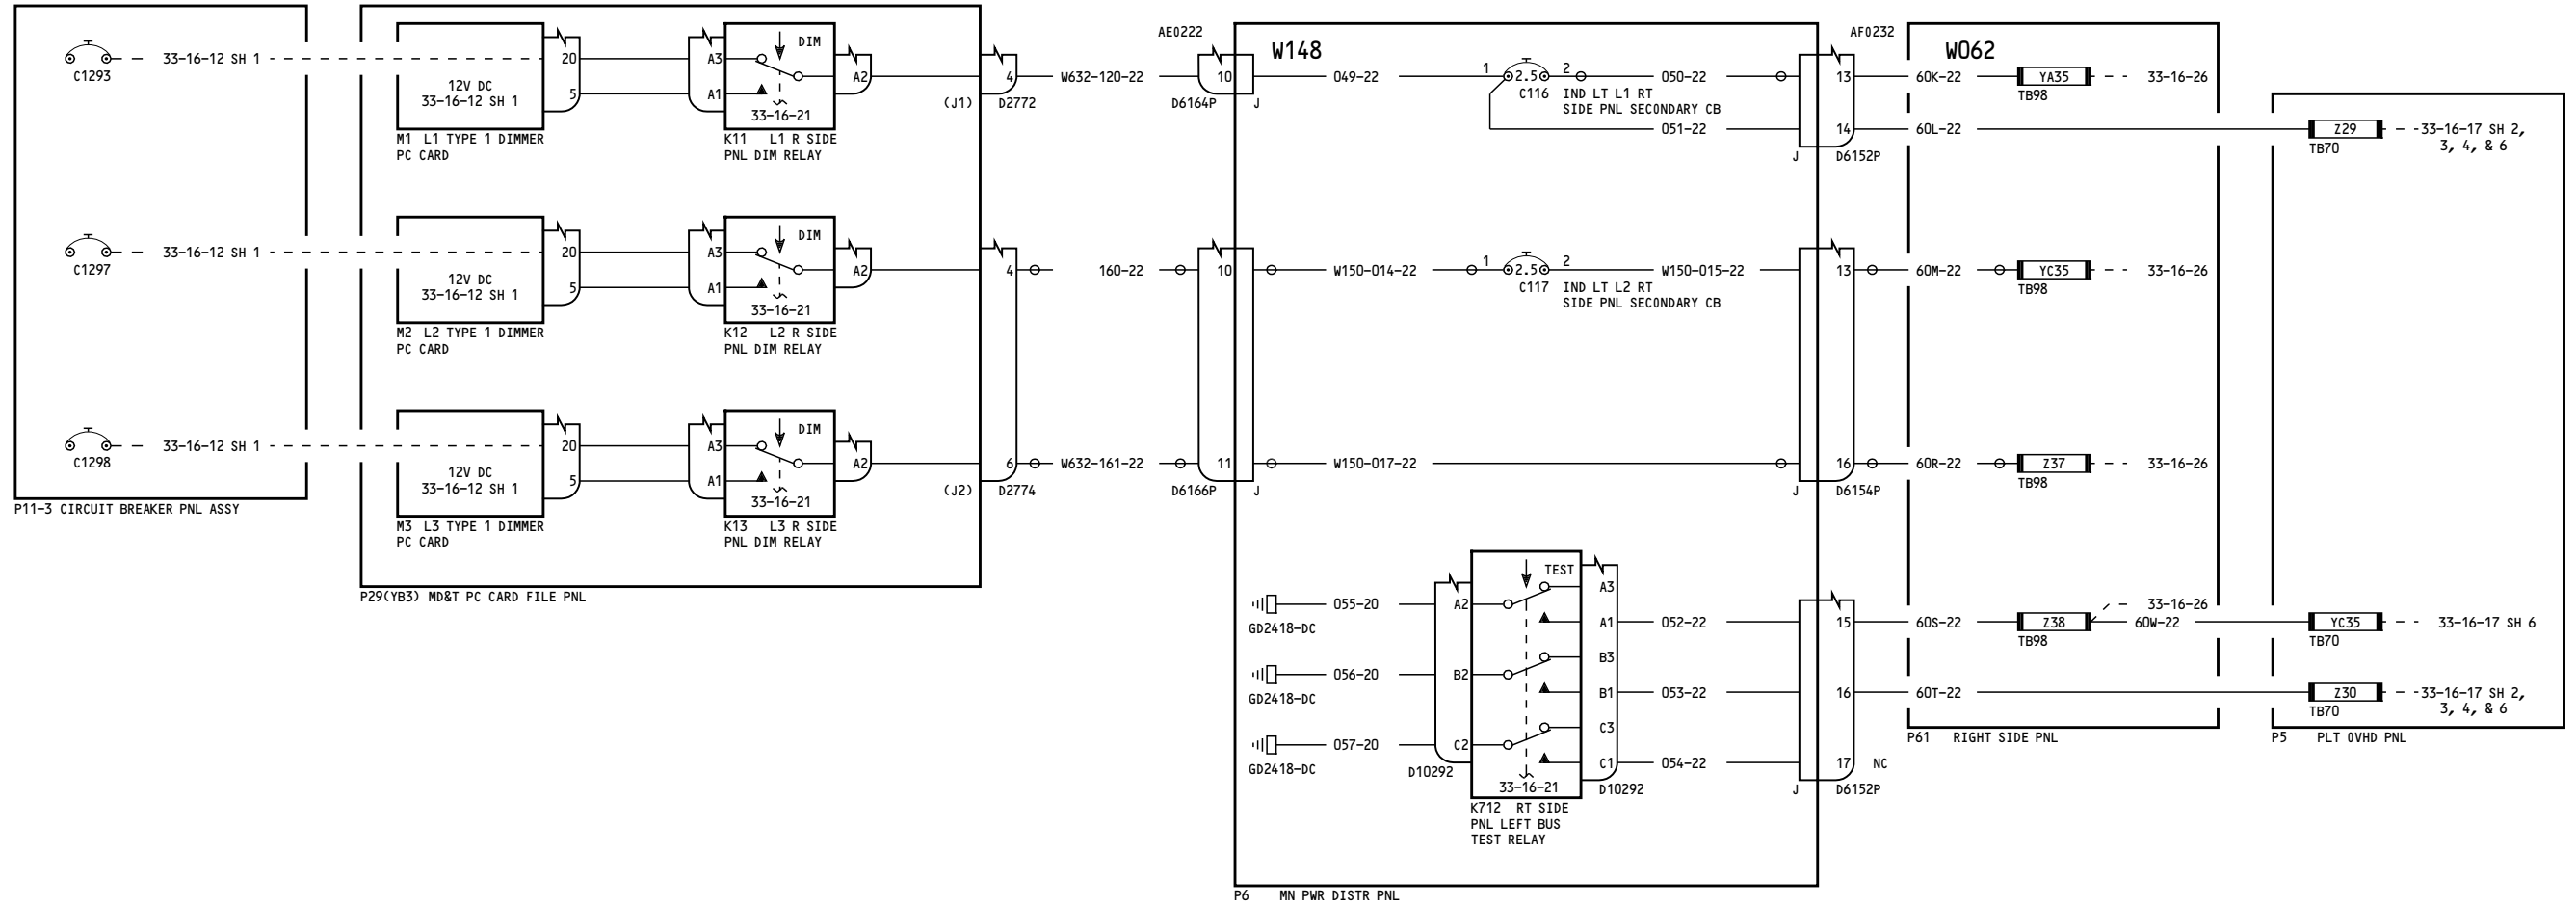 C1293
33-16-12 SH 1
C1297
33-16-12 SH 1
C1298
33-16-12 SH 1
P11-3 CIRCUIT BREAKER PNL ASSY
12V DC
33-16-12 SH 1
20
5
M1 L1 TYPE 1 DIMMER
PC CARD
A3
A1
DIM
33-16-21
A2
K11 L1 R SIDE
PNL DIM RELAY
12V DC
33-16-12 SH 1
20
5
M2 L2 TYPE 1 DIMMER
PC CARD
A3
A1
DIM
33-16-21
A2
K12 L2 R SIDE
PNL DIM RELAY
12V DC
33-16-12 SH 1
20
5
M3 L3 TYPE 1 DIMMER
PC CARD
A3
A1
DIM
33-16-21
A2
K13 L3 R SIDE
PNL DIM RELAY
P29(YB3) MD&T PC CARD FILE PNL
(J1)
4
D2772
W632-120-22
4
160-22
6
W632-161-22
(J2)
D2774
AE0222
10
D6164P
J
10
11
D6166P
J
W148
049-22
1
2.5
2
C116
IND LT L1 RT
SIDE PNL SECONDARY CB
050-22
051-22
W150-014-22
1
2.5
2
C117
IND LT L2 RT
SIDE PNL SECONDARY CB
W150-015-22
W150-017-22
GD2418-DC
055-20
GD2418-DC
056-20
GD2418-DC
057-20
A2
B2
C2
D10292
TEST
33-16-21
A3
A1
B3
B1
C3
C1
D10292
K712 RT SIDE
PNL LEFT BUS
TEST RELAY
052-22
053-22
054-22
P6 MN PWR DISTR PNL
AF0232
13
14
J
D6152P
13
16
J
D6154P
15
16
17
NC
J
D6152P
W062
60K-22
YA35
TB98
33-16-26
60L-22
60M-22
YC35
TB98
33-16-26
60R-22
Z37
TB98
33-16-26
60S-22
Z38
TB98
33-16-26
60W-22
60T-22
P61 RIGHT SIDE PNL
Z29
TB70
33-16-17 SH 2,
3, 4, & 6
YC35
TB70
33-16-17 SH 6
Z30
TB70
33-16-17 SH 2,
3, 4, & 6
P5 PLT OVHD PNL